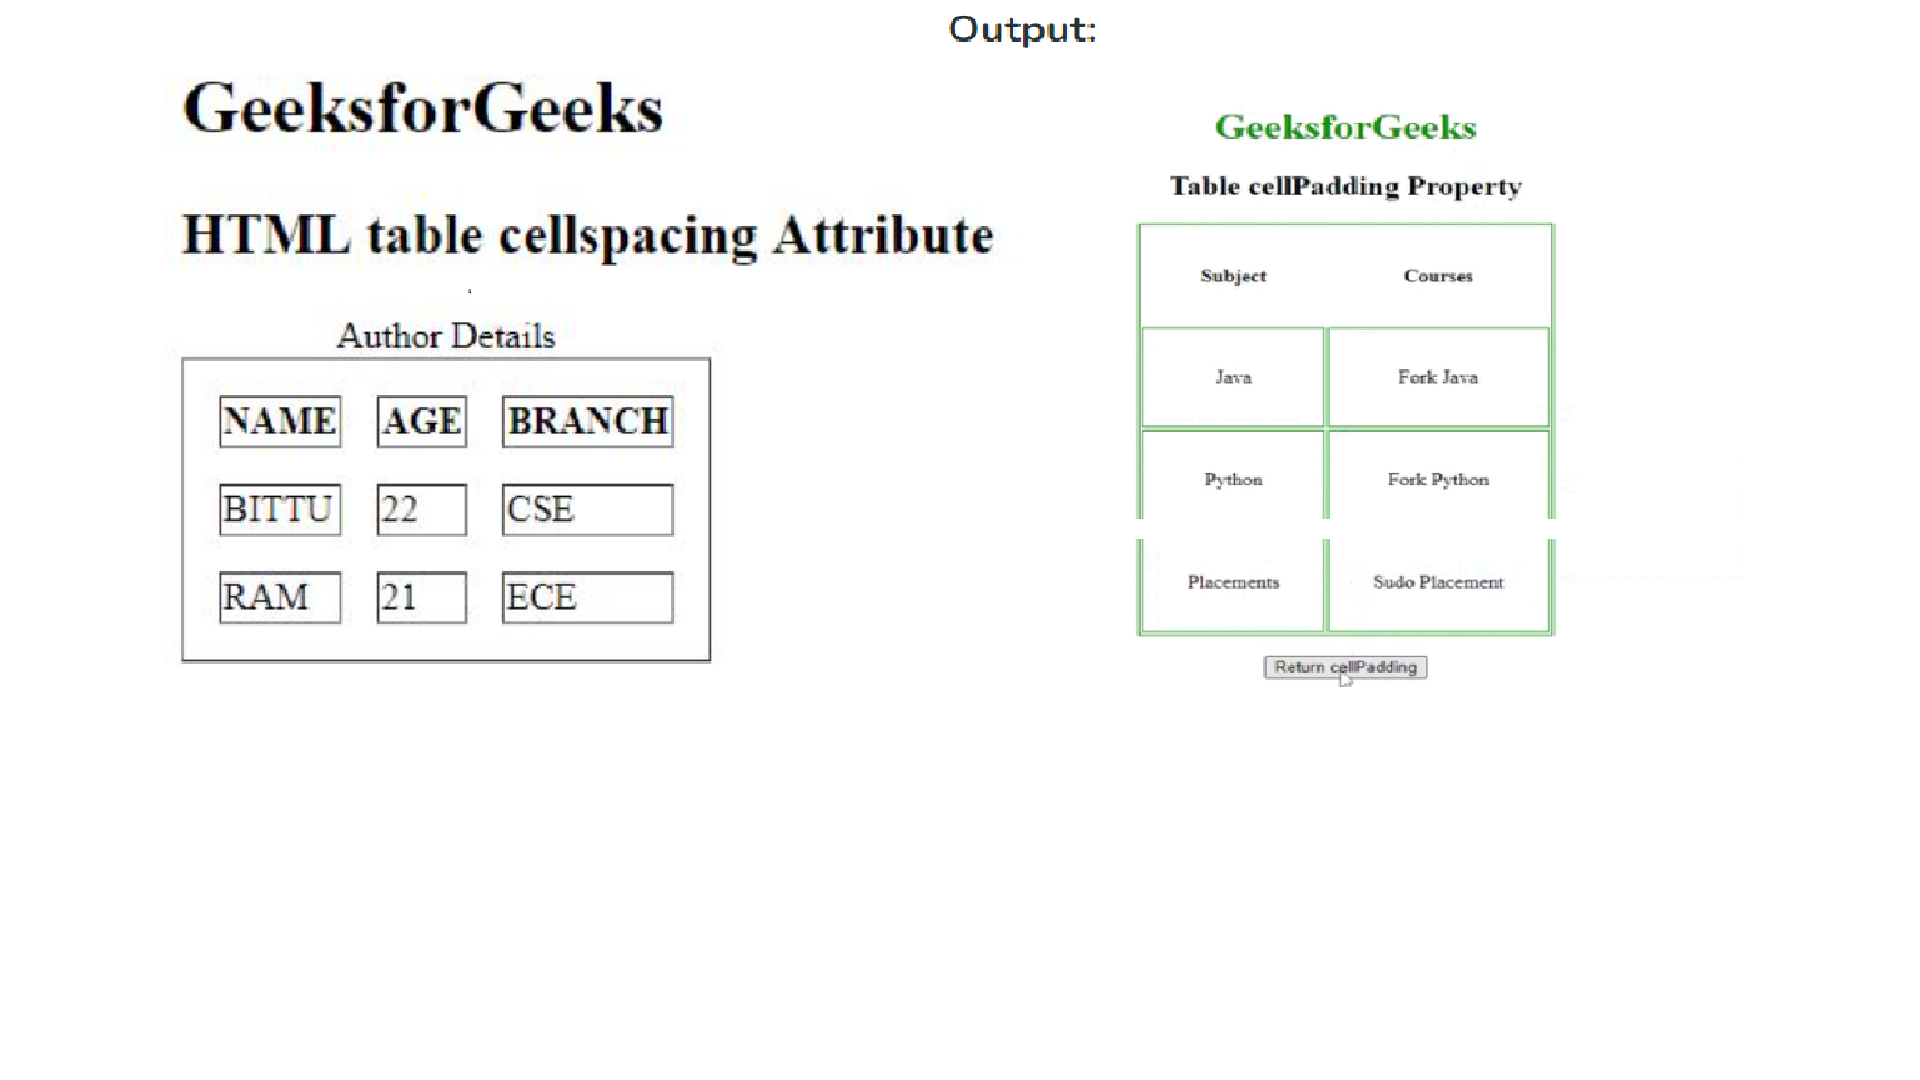 Output:
GeeksforGeeks
HTML table cellspacing Attribute
Author Details
NAME AGE BRANCH
BITTU 22 CSE
RAM 21 ECE
GeeksforGeeks
Table cellPadding Property
Subject Courses
Java Fork Java
Python Fork Python
Placements Sudo Placement
Return cellPadding